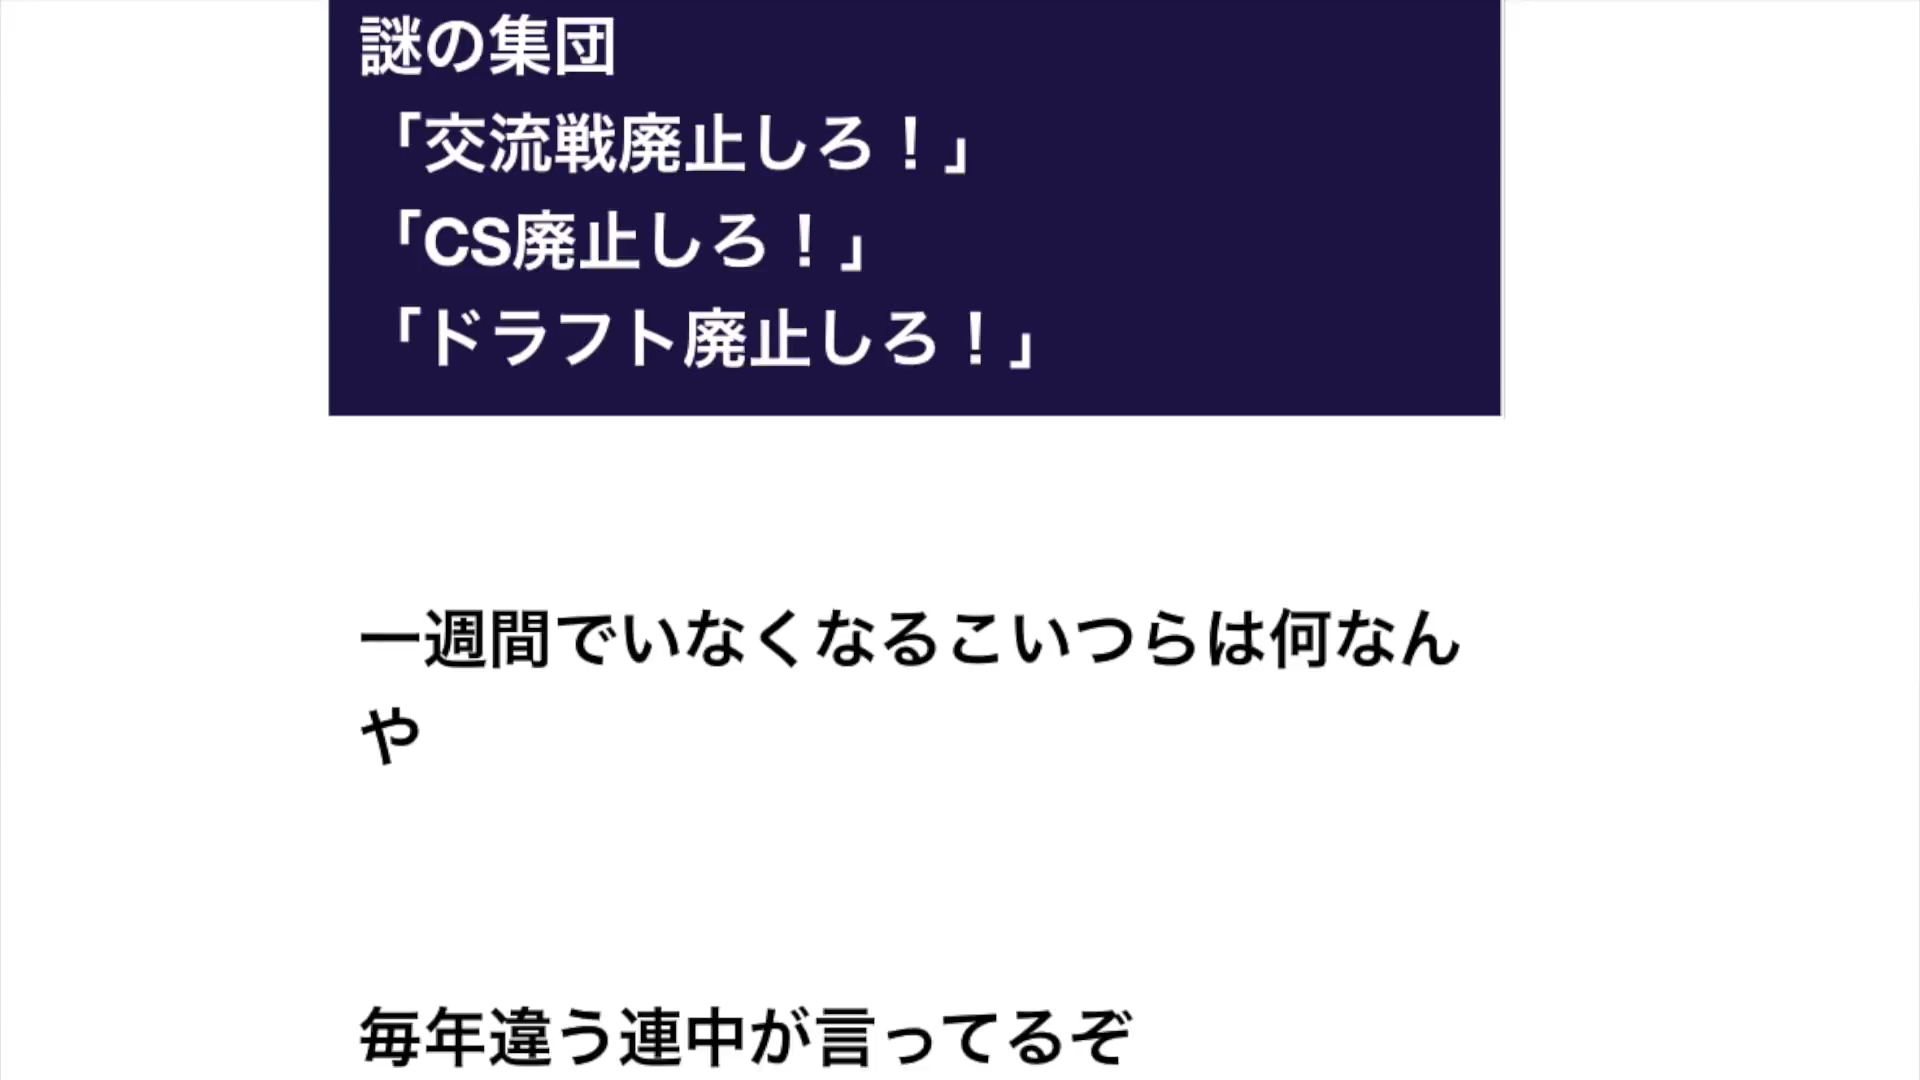 謎の集団
「交流戦廃止しろ！」
「CS廃止しろ！」
「ドラフト廃止しろ！」
一週間でいなくなるこいつらは何なん
や
毎年違う連中が言ってるぞ